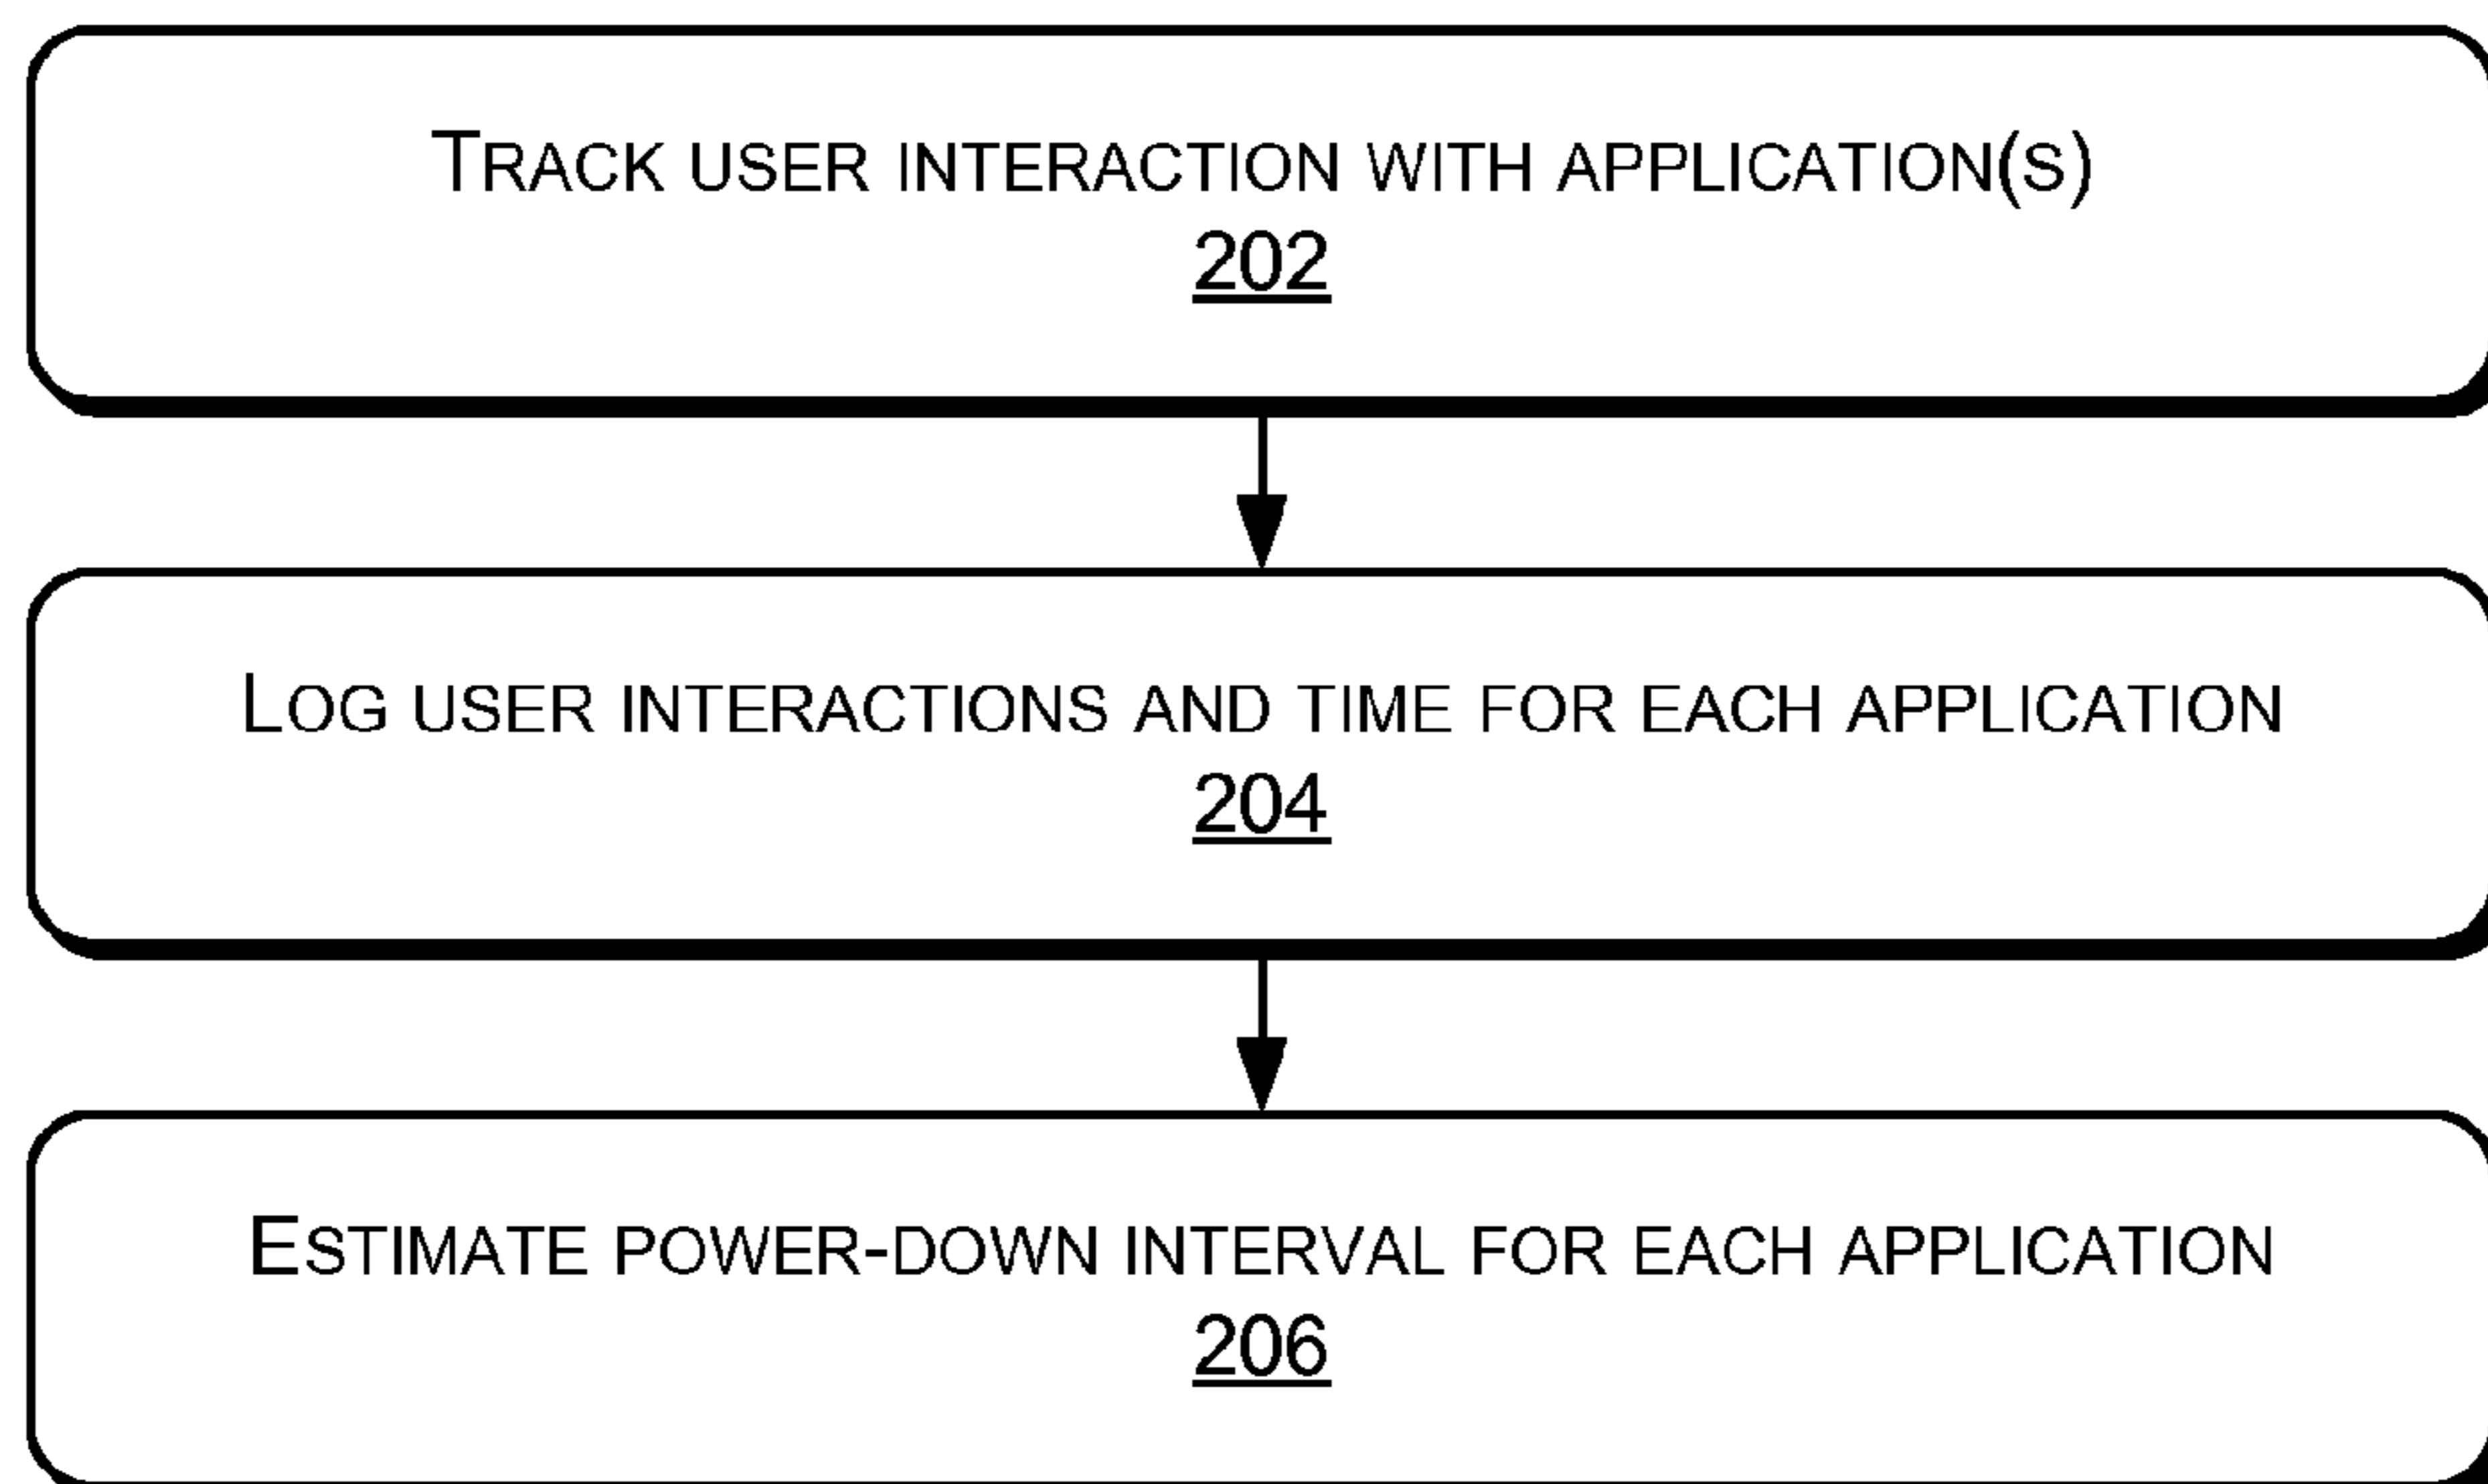 TRACK USER INTERACTION WITH APPLICATION(S)
202
LOG USER INTERACTIONS AND TIME FOR EACH APPLICATION
204
ESTIMATE POWER-DOWN INTERVAL FOR EACH APPLICATION
206